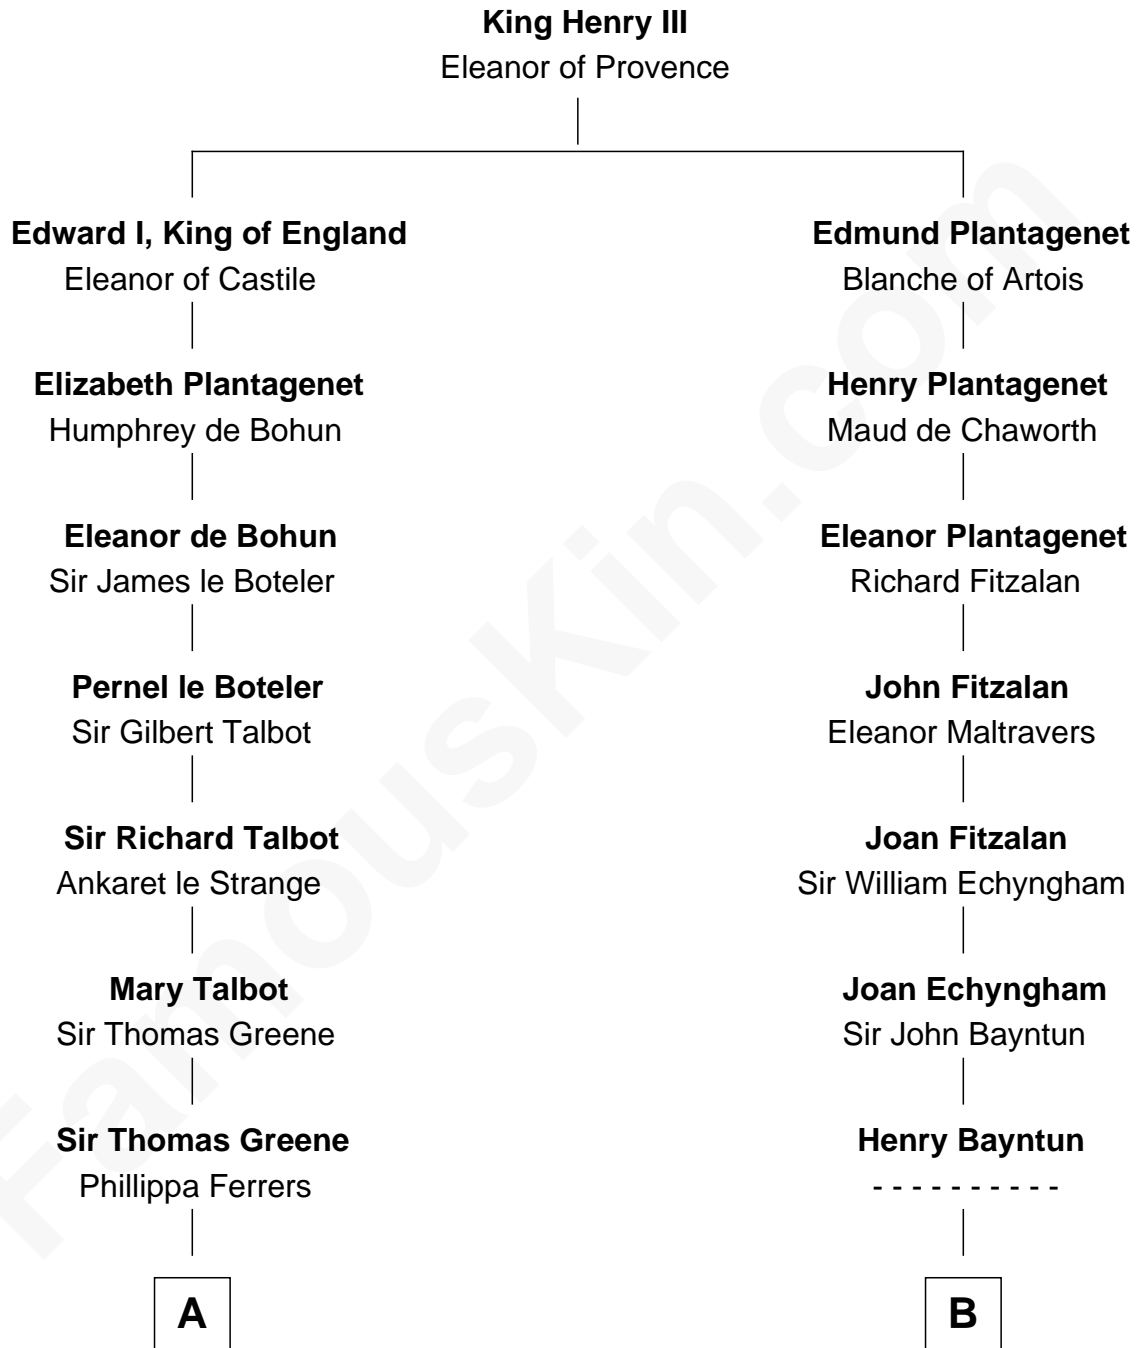 King Henry III
Eleanor of Provence
Edward I, King of England
Eleanor of Castile
Edmund Plantagenet
Blanche of Artois
Elizabeth Plantagenet
Humphrey de Bohun
Henry Plantagenet
Maud de Chaworth
Eleanor de Bohun
Sir James le Boteler
Eleanor Plantagenet
Richard Fitzalan
Pernel le Boteler
Sir Gilbert Talbot
John Fitzalan
Eleanor Maltravers
Sir Richard Talbot
Ankaret le Strange
Joan Fitzalan
Sir William Echyngham
Mary Talbot
Sir Thomas Greene
Joan Echyngham
Sir John Bayntun
Sir Thomas Greene
Phillippa Ferrers
Henry Bayntun
- - - - - - - - - -
A
B
FamousKin.com